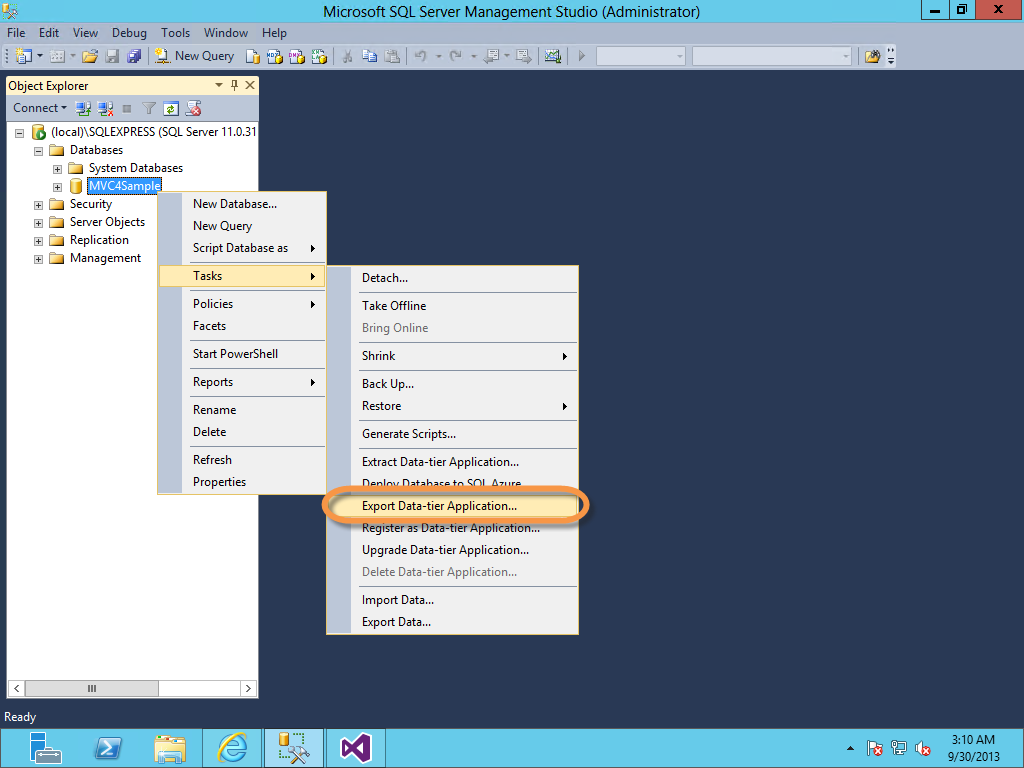 Microsoft SQL Server Management Studio (Administrator)
File Edit View Debug Tools Window Help
New Query
Object Explorer
Connect
(local)\SQLEXPRESS (SQL Server 11.0.31
Databases
System Databases
MVC4Sample
Security
Server Objects
Replication
Management
New Database...
New Query
Script Database as
Tasks
Policies
Facets
Start PowerShell
Reports
Rename
Delete
Refresh
Properties
Detach...
Take Offline
Bring Online
Shrink
Back Up...
Restore
Generate Scripts...
Extract Data-tier Application...
Deploy Database to SQL Azure
Export Data-tier Application...
Register as Data-tier Application...
Upgrade Data-tier Application...
Delete Data-tier Application...
Import Data...
Export Data...
Ready
3:10 AM
9/30/2013